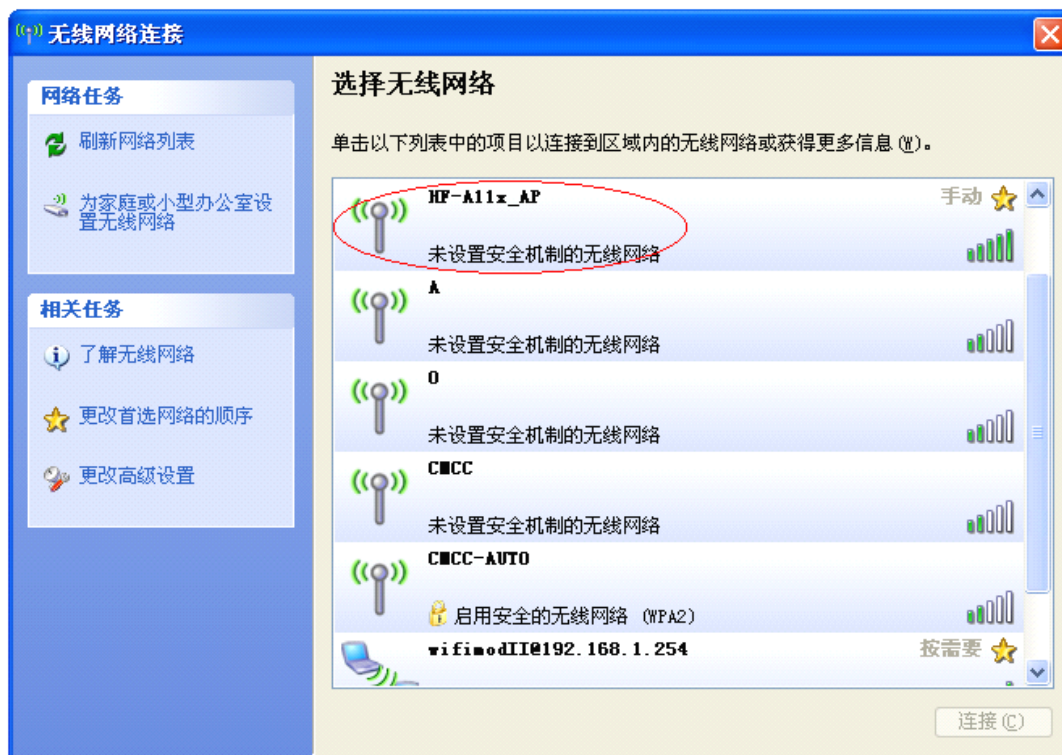 无线网络连接
网络任务
刷新网络列表
为家庭或小型办公室设
置无线网络
相关任务
了解无线网络
更改首选网络的顺序
更改高级设置
选择无线网络
单击以下列表中的项目以连接到区域内的无线网络或获得更多信息(W)。
HF-A11x_AP
手动
未设置安全机制的无线网络
A
未设置安全机制的无线网络
O
未设置安全机制的无线网络
CMCC
未设置安全机制的无线网络
CMCC-AUTO
启用安全的无线网络 (WPA2)
wifimodII@192.168.1.254
按需要
连接(C)